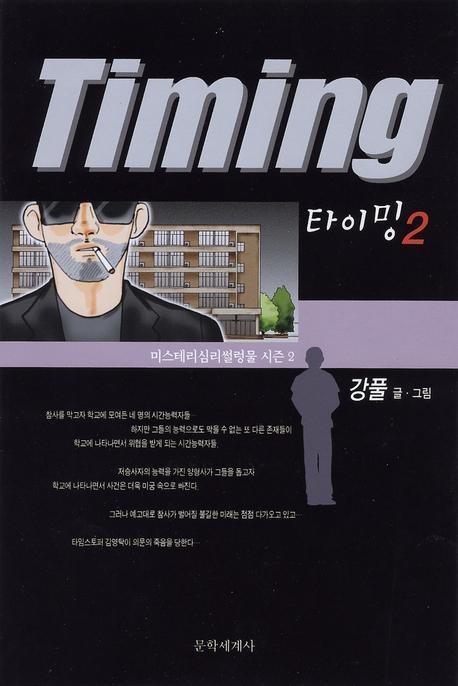 Timing
타이밍 2
미스테리심리썰렁물 시즌 2
강풀 글·그림
참사를 막고자 학교에 모여든 네 명의 시간능력자들…
하지만 그들의 능력으로도 막을 수 없는 또 다른 존재들이
학교에 나타나면서 위협을 받게 되는 시간능력자들.
저승사자의 능력을 가진 양형사가 그들을 돕고자
학교에 나타나면서 사건은 더욱 미궁 속으로 빠진다.
그러나 예고대로 참사가 벌어질 불길한 미래는 점점 다가오고 있고…
타임스토퍼 김영탁이 의문의 죽음을 당한다…
문학세계사